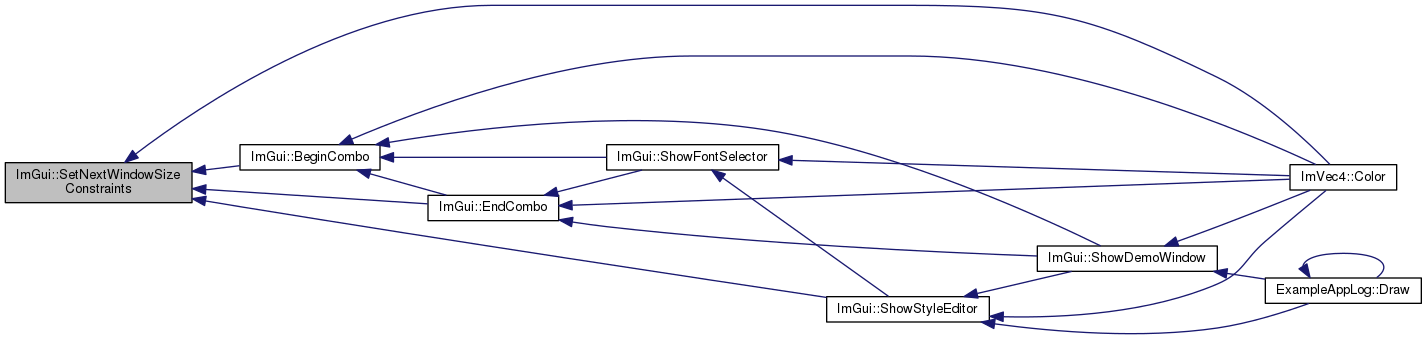 ImGui::SetNextWindowSize
Constraints
ImGui::BeginCombo
ImGui::EndCombo
ImGui::ShowFontSelector
ImGui::ShowStyleEditor
ImGui::ShowDemoWindow
ImVec4::Color
ExampleAppLog::Draw